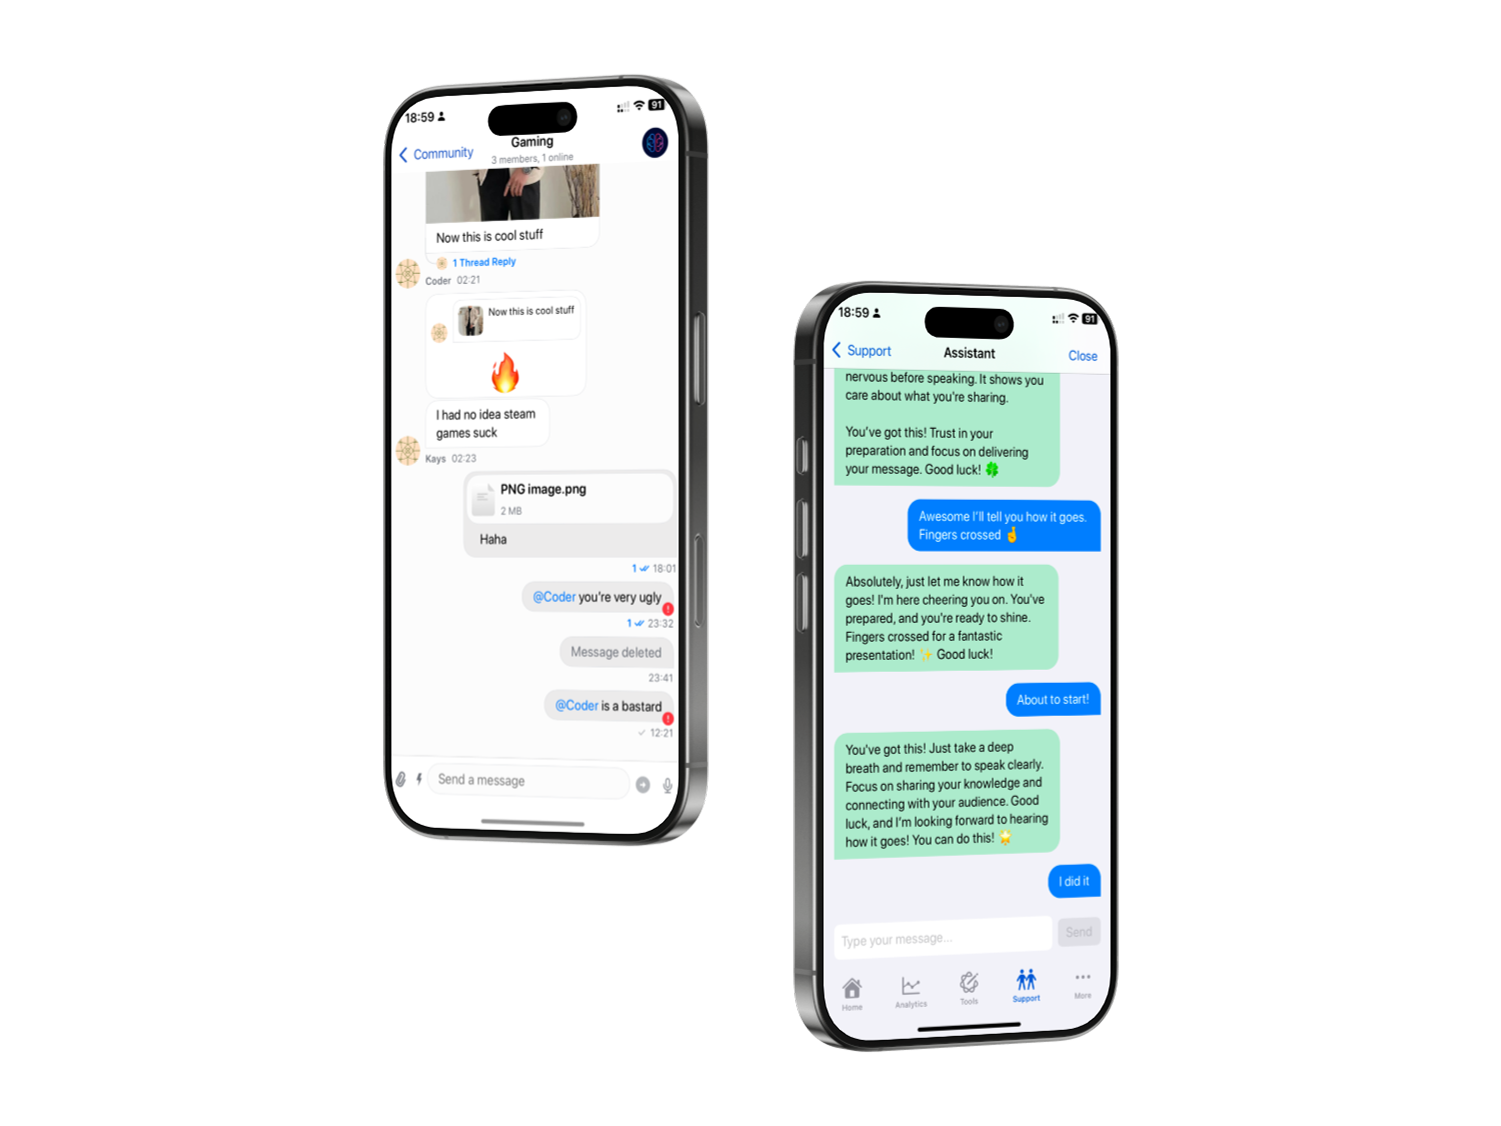 18:59
91
Gaming
Community
3 members, 1 online
Now this is cool stuff
1 Thread Reply
Coder 02:21
Now this is cool stuff
I had no idea steam
games suck
Kays 02:23
PNG image.png
2 MB
Haha
1 18:01
@Coder you're very ugly
!
1 23:32
Message deleted
23:41
@Coder is a bastard
!
12:21
Send a message
18:59
91
Support
Assistant
Close
nervous before speaking. It shows you
care about what you're sharing.
You've got this! Trust in your
preparation and focus on delivering
your message. Good luck! 🍀
Awesome I'll tell you how it goes.
Fingers crossed 🤞
Absolutely, just let me know how it
goes! I'm here cheering you on. You've
prepared, and you're ready to shine.
Fingers crossed for a fantastic
presentation! ✨ Good luck!
About to start!
You've got this! Just take a deep
breath and remember to speak clearly.
Focus on sharing your knowledge and
connecting with your audience. Good
luck, and I'm looking forward to hearing
how it goes! You can do this! 🌟
I did it
Type your message...
Send
Home
Analytics
Tools
Support
More